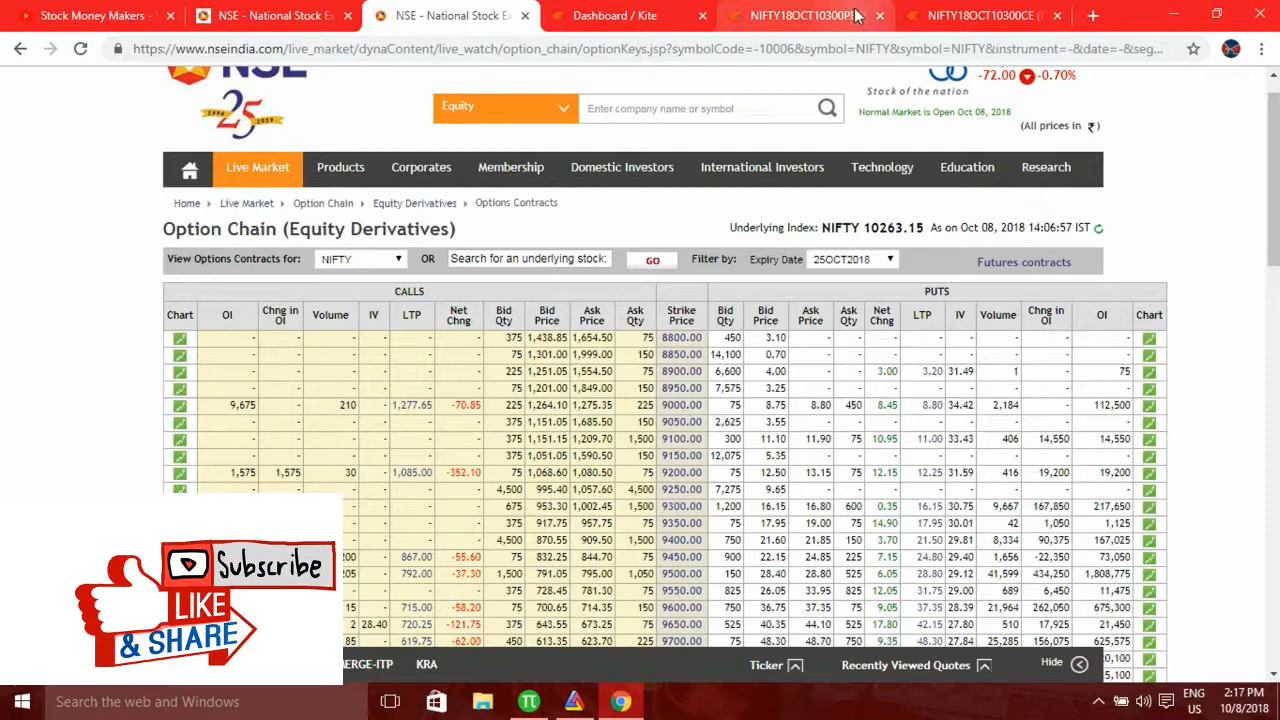 Stock Money Makers - ×
NSE - National Stock Ex ×
NSE - National Stock Ex ×
Dashboard / Kite ×
NIFTY18OCT10300PE ×
NIFTY18OCT10300CE ( ×
https://www.nseindia.com/live_market/dynaContent/live_watch/option_chain/optionKeys.jsp?symbolCode=-10006&symbol=NIFTY&symbol=NIFTY&instrument=-&date=-&seg...
NSE
25
Equity
Enter company name or symbol
-72.00 -0.70%
Stock of the nation
Normal Market is Open Oct 08, 2018
(All prices in ₹)
Live Market Products Corporates Membership Domestic Investors International Investors Technology Education Research
Home Live Market Option Chain Equity Derivatives Options Contracts
Option Chain (Equity Derivatives)
Underlying Index: NIFTY 10263.15 As on Oct 08, 2018 14:06:57 IST
View Options Contracts for: NIFTY OR Search for an underlying stock: GO Filter by: Expiry Date 25OCT2018 Futures contracts
CALLS PUTS
Chart OI Chng in OI Volume IV LTP Net Chng Bid Qty Bid Price Ask Price Ask Qty Strike Price Bid Qty Bid Price Ask Price Ask Qty Net Chng LTP IV Volume Chng in OI OI Chart
- - - - - - 375 1,438.85 1,654.50 75 8800.00 450 3.10 - - - - - - - -
- - - - - - 75 1,301.00 1,999.00 150 8850.00 14,100 0.70 - - - - - - - -
- - - - - - 225 1,251.05 1,554.50 75 8900.00 6,600 4.00 - - 3.00 3.20 31.49 1 - 75
- - - - - - 75 1,201.00 1,849.00 150 8950.00 7,575 3.25 - - - - - - - -
9,675 - 210 - 1,277.65 -70.85 225 1,264.10 1,275.35 75 9000.00 75 8.75 8.80 450 8.45 8.80 34.42 2,184 - 112,500
- - - - - - 375 1,151.05 1,685.50 150 9050.00 2,625 3.55 - - - - - - - -
- - - - - - 375 1,151.15 1,209.70 1,500 9100.00 300 11.10 11.90 75 10.95 11.00 33.43 406 14,550 14,550
- - - - - - 375 1,051.00 1,590.50 150 9150.00 12,075 5.35 - - - - - - - -
1,575 1,575 30 - 1,085.00 -352.10 75 1,068.60 1,080.50 75 9200.00 75 12.50 13.15 75 12.15 12.25 31.59 416 19,200 19,200
- - - - - - 4,500 995.40 1,057.60 4,500 9250.00 7,275 9.65 - - - - - - - -
- - - 675 953.30 1,002.45 1,500 9300.00 1,200 16.15 16.80 600 0.35 16.15 30.75 9,667 167,850 217,650
- - - 375 917.75 957.75 75 9350.00 75 17.95 19.00 75 14.90 17.95 30.01 42 1,050 1,125
- - - 4,500 870.55 909.50 150 9400.00 750 21.60 21.85 150 3.70 21.50 29.81 8,334 90,375 167,025
200 - 867.00 -55.60 75 832.25 844.70 75 9450.00 900 22.15 24.85 225 7.15 24.80 29.40 1,656 -22,350 73,050
205 - 792.00 -37.30 1,500 791.05 795.00 1,050 9500.00 150 28.40 28.80 525 6.05 28.80 29.12 41,599 434,250 1,808,775
- - - 375 728.45 781.30 75 9550.00 825 26.05 33.95 825 12.05 31.75 29.00 689 6,450 11,475
15 - 715.00 -58.20 75 700.65 714.35 150 9600.00 750 36.75 37.35 75 9.05 37.35 28.39 21,964 262,050 675,300
2 28.40 720.25 -121.75 375 643.55 673.25 75 9650.00 525 40.35 44.10 525 17.80 42.15 27.80 510 17,925 21,450
85 - 619.75 -62.00 450 613.35 623.70 225 9700.00 75 48.30 48.70 750 9.35 48.30 27.84 25,285 156,075 625,575
Subscribe
LIKE
& SHARE
MERGE-ITP KRA Ticker Recently Viewed Quotes Hide
Search the web and Windows
ENG
US
2:17 PM
10/8/2018